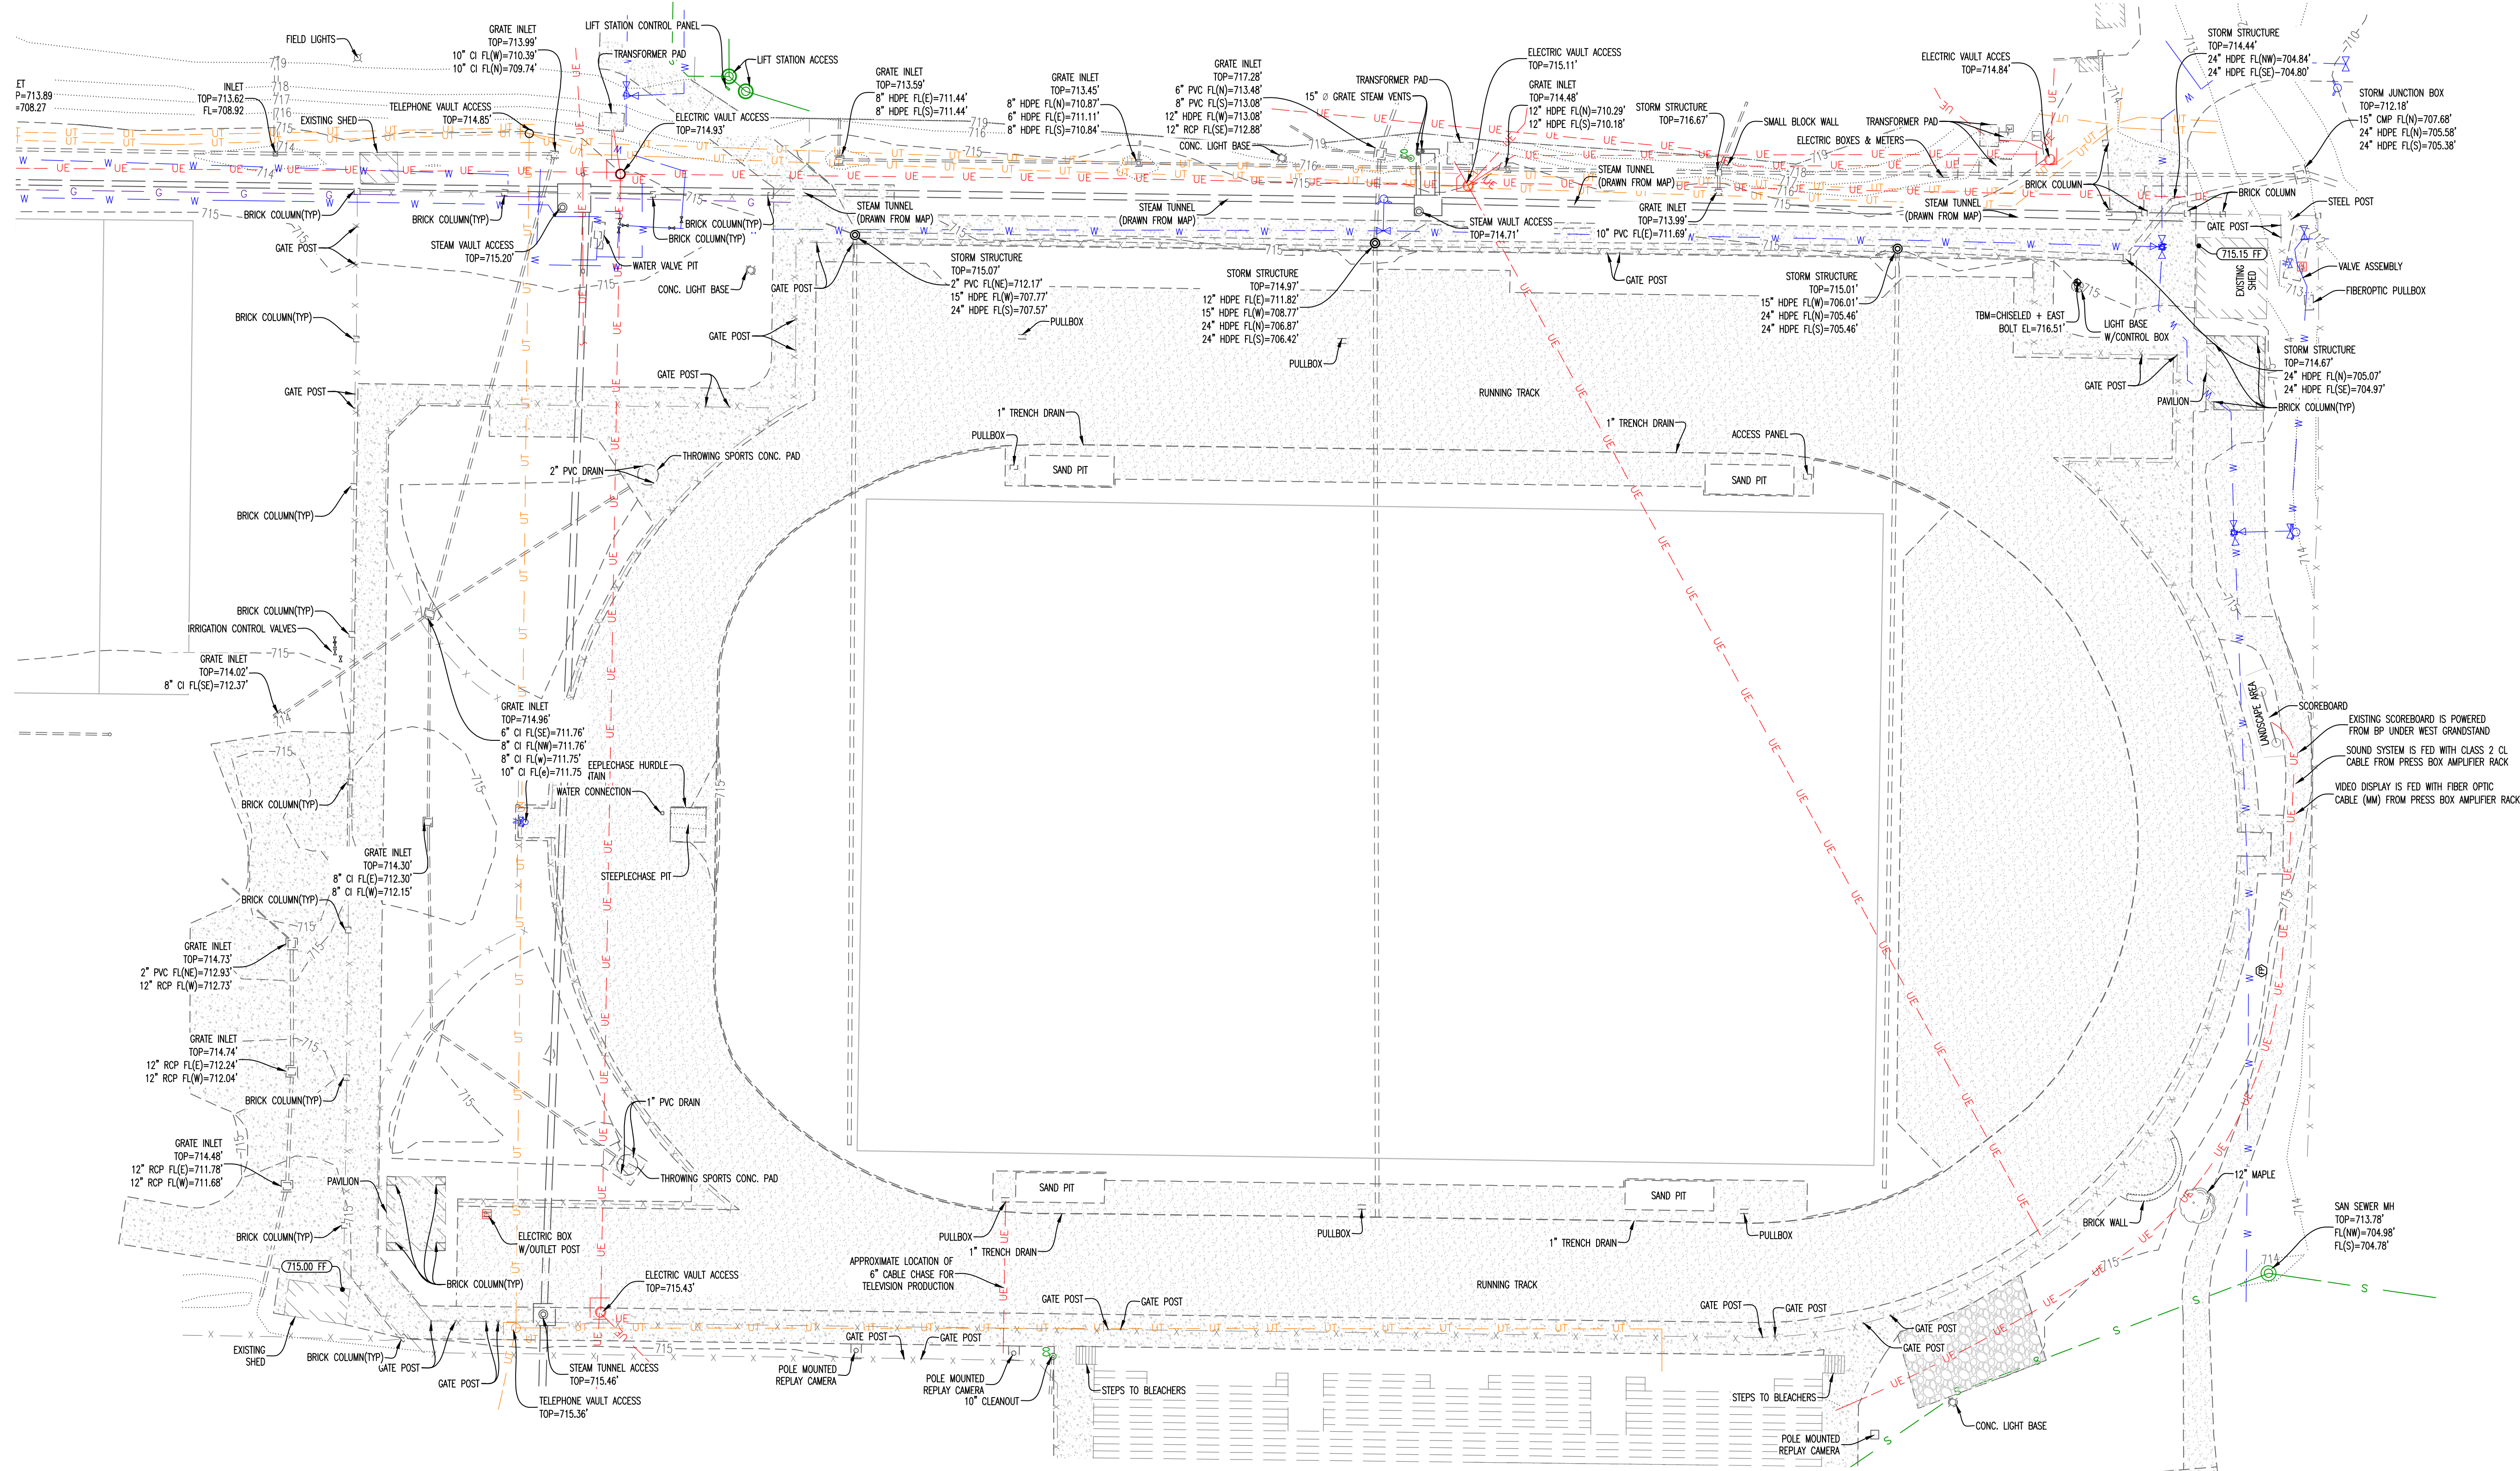 FIELD LIGHTS
GRATE INLET
TOP=713.99'
10" CI FL(W)=710.39'
10" CI FL(N)=709.74'
LIFT STATION CONTROL PANEL
TRANSFORMER PAD
LIFT STATION ACCESS
P=713.89
=708.27
INLET
TOP=713.62
FL=708.92
EXISTING SHED
TELEPHONE VAULT ACCESS
TOP=714.85'
ELECTRIC VAULT ACCESS
TOP=714.93'
GRATE INLET
TOP=713.59'
8" HDPE FL(E)=711.44'
8" HDPE FL(S)=711.44'
GRATE INLET
TOP=713.45'
8" HDPE FL(N)=710.87'
6" HDPE FL(E)=711.11'
8" HDPE FL(S)=710.84'
GRATE INLET
TOP=717.28'
6" PVC FL(N)=713.48'
8" PVC FL(S)=713.08'
12" HDPE FL(W)=713.08'
12" RCP FL(SE)=712.88'
CONC. LIGHT BASE
TRANSFORMER PAD
15" Ø GRATE STEAM VENTS
ELECTRIC VAULT ACCESS
TOP=715.11'
GRATE INLET
TOP=714.48'
12" HDPE FL(N)=710.29'
12" HDPE FL(S)=710.18'
STORM STRUCTURE
TOP=716.67'
SMALL BLOCK WALL
ELECTRIC VAULT ACCES
TOP=714.84'
TRANSFORMER PAD
ELECTRIC BOXES & METERS
STORM STRUCTURE
TOP=714.44'
24" HDPE FL(NW)=704.84'
24" HDPE FL(SE)-704.80'
STORM JUNCTION BOX
TOP=712.18'
15" CMP FL(N)=707.68'
24" HDPE FL(N)=705.58'
24" HDPE FL(S)=705.38'
BRICK COLUMN(TYP)
BRICK COLUMN(TYP)
BRICK COLUMN(TYP)
BRICK COLUMN(TYP)
GATE POST
STEAM VAULT ACCESS
TOP=715.20'
WATER VALVE PIT
CONC. LIGHT BASE
GATE POST
STEAM TUNNEL
(DRAWN FROM MAP)
STEAM TUNNEL
(DRAWN FROM MAP)
STEAM TUNNEL
(DRAWN FROM MAP)
STEAM VAULT ACCESS
TOP=714.71'
GRATE INLET
TOP=713.99'
10" PVC FL(E)=711.69'
BRICK COLUMN
STEAM TUNNEL
(DRAWN FROM MAP)
BRICK COLUMN
STEEL POST
GATE POST
715.15 FF
EXISTING
SHED
VALVE ASSEMBLY
FIBEROPTIC PULLBOX
STORM STRUCTURE
TOP=715.07'
2" PVC FL(NE)=712.17'
15" HDPE FL(W)=707.77'
24" HDPE FL(S)=707.57'
STORM STRUCTURE
TOP=714.97'
12" HDPE FL(E)=711.82'
15" HDPE FL(W)=708.77'
24" HDPE FL(N)=706.87'
24" HDPE FL(S)=706.42'
GATE POST
STORM STRUCTURE
TOP=715.01'
15" HDPE FL(W)=706.01'
24" HDPE FL(N)=705.46'
24" HDPE FL(S)=705.46'
TBM=CHISELED + EAST
BOLT EL=716.51'
LIGHT BASE
W/CONTROL BOX
STORM STRUCTURE
TOP=714.67'
24" HDPE FL(N)=705.07'
24" HDPE FL(SE)=704.97'
BRICK COLUMN(TYP)
PAVILION
GATE POST
BRICK COLUMN(TYP)
GATE POST
PULLBOX
PULLBOX
GATE POST
GATE POST
RUNNING TRACK
1" TRENCH DRAIN
1" TRENCH DRAIN
PULLBOX
SAND PIT
SAND PIT
ACCESS PANEL
2" PVC DRAIN
THROWING SPORTS CONC. PAD
BRICK COLUMN(TYP)
BRICK COLUMN(TYP)
IRRIGATION CONTROL VALVES
GRATE INLET
TOP=714.02'
8" CI FL(SE)=712.37'
GRATE INLET
TOP=714.96'
6" CI FL(SE)=711.76'
8" CI FL(NW)=711.76'
8" CI FL(w)=711.75'
10" CI FL(e)=711.75
EEPLECHASE HURDLE
NTAIN
WATER CONNECTION
STEEPLECHASE PIT
LANDSCAPE AREA
SCOREBOARD
EXISTING SCOREBOARD IS POWERED
FROM BP UNDER WEST GRANDSTAND
SOUND SYSTEM IS FED WITH CLASS 2 CL
CABLE FROM PRESS BOX AMPLIFIER RACK
VIDEO DISPLAY IS FED WITH FIBER OPTIC
CABLE (MM) FROM PRESS BOX AMPLIFIER RACK
BRICK COLUMN(TYP)
GRATE INLET
TOP=714.30'
8" CI FL(E)=712.30'
8" CI FL(W)=712.15'
BRICK COLUMN(TYP)
GRATE INLET
TOP=714.73'
2" PVC FL(NE)=712.93'
12" RCP FL(W)=712.73'
FP
GRATE INLET
TOP=714.74'
12" RCP FL(E)=712.24'
12" RCP FL(W)=712.04'
BRICK COLUMN(TYP)
1" PVC DRAIN
GRATE INLET
TOP=714.48'
12" RCP FL(E)=711.78'
12" RCP FL(W)=711.68'
PAVILION
THROWING SPORTS CONC. PAD
SAND PIT
SAND PIT
12" MAPLE
BRICK WALL
SAN SEWER MH
TOP=713.78'
FL(NW)=704.98'
FL(S)=704.78'
BRICK COLUMN(TYP)
ELECTRIC BOX
W/OUTLET POST
PULLBOX
1" TRENCH DRAIN
PULLBOX
1" TRENCH DRAIN
PULLBOX
715.00 FF
BRICK COLUMN(TYP)
ELECTRIC VAULT ACCESS
TOP=715.43'
APPROXIMATE LOCATION OF
6" CABLE CHASE FOR
TELEVISION PRODUCTION
RUNNING TRACK
GATE POST
GATE POST
GATE POST
GATE POST
GATE POST
GATE POST
EXISTING
SHED
BRICK COLUMN(TYP)
GATE POST
GATE POST
STEAM TUNNEL ACCESS
TOP=715.46'
TELEPHONE VAULT ACCESS
TOP=715.36'
GATE POST
GATE POST
POLE MOUNTED
REPLAY CAMERA
POLE MOUNTED
REPLAY CAMERA
10" CLEANOUT
STEPS TO BLEACHERS
STEPS TO BLEACHERS
POLE MOUNTED
REPLAY CAMERA
CONC. LIGHT BASE